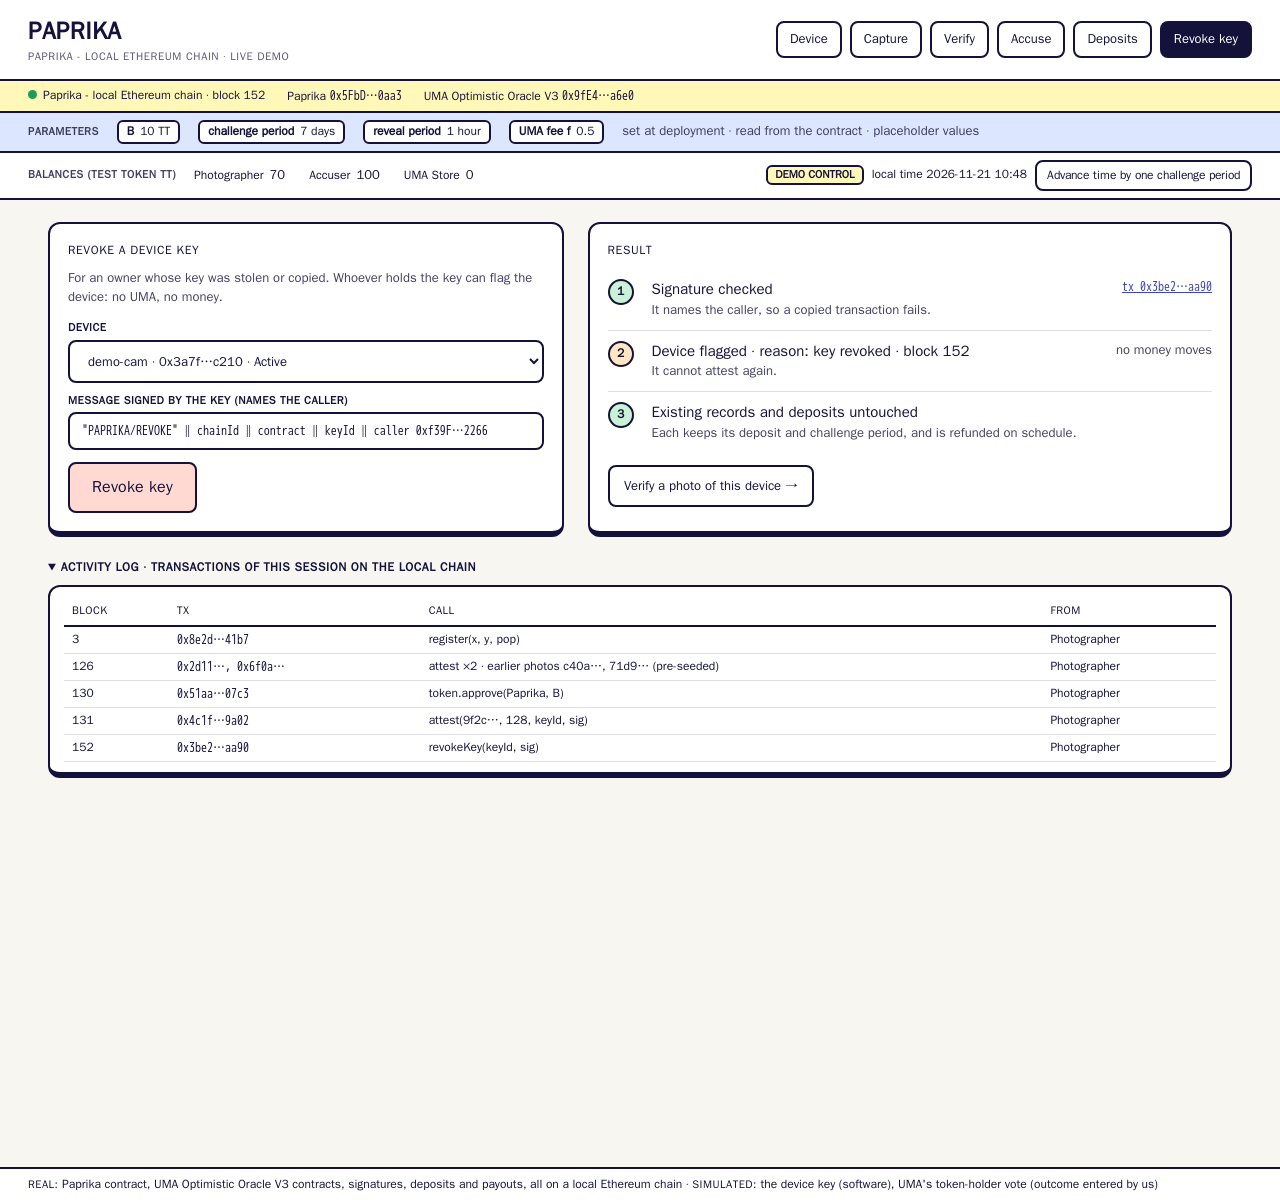 PAPRIKA
PAPRIKA - LOCAL ETHEREUM CHAIN · LIVE DEMO
Device
Capture
Verify
Accuse
Deposits
Revoke key
Paprika - local Ethereum chain · block 152
Paprika 0x5FbD···0aa3
UMA Optimistic Oracle V3 0x9fE4···a6e0
PARAMETERS
B 10 TT
challenge period 7 days
reveal period 1 hour
UMA fee f 0.5
set at deployment · read from the contract · placeholder values
BALANCES (TEST TOKEN TT)
Photographer 70
Accuser 100
UMA Store 0
DEMO CONTROL
local time 2026-11-21 10:48
Advance time by one challenge period
REVOKE A DEVICE KEY
For an owner whose key was stolen or copied. Whoever holds the key can flag the
device: no UMA, no money.
DEVICE
demo-cam · 0x3a7f···c210 · Active
MESSAGE SIGNED BY THE KEY (NAMES THE CALLER)
"PAPRIKA/REVOKE" ‖ chainId ‖ contract ‖ keyId ‖ caller 0xf39F···2266
Revoke key
RESULT
1
Signature checked
tx 0x3be2···aa90
It names the caller, so a copied transaction fails.
2
Device flagged · reason: key revoked · block 152
no money moves
It cannot attest again.
3
Existing records and deposits untouched
Each keeps its deposit and challenge period, and is refunded on schedule.
Verify a photo of this device →
▼ ACTIVITY LOG · TRANSACTIONS OF THIS SESSION ON THE LOCAL CHAIN
BLOCK TX CALL FROM
3 0x8e2d···41b7 register(x, y, pop) Photographer
126 0x2d11···, 0x6f0a··· attest ×2 · earlier photos c40a···, 71d9··· (pre-seeded) Photographer
130 0x51aa···07c3 token.approve(Paprika, B) Photographer
131 0x4c1f···9a02 attest(9f2c···, 128, keyId, sig) Photographer
152 0x3be2···aa90 revokeKey(keyId, sig) Photographer
REAL: Paprika contract, UMA Optimistic Oracle V3 contracts, signatures, deposits and payouts, all on a local Ethereum chain · SIMULATED: the device key (software), UMA's token-holder vote (outcome entered by us)